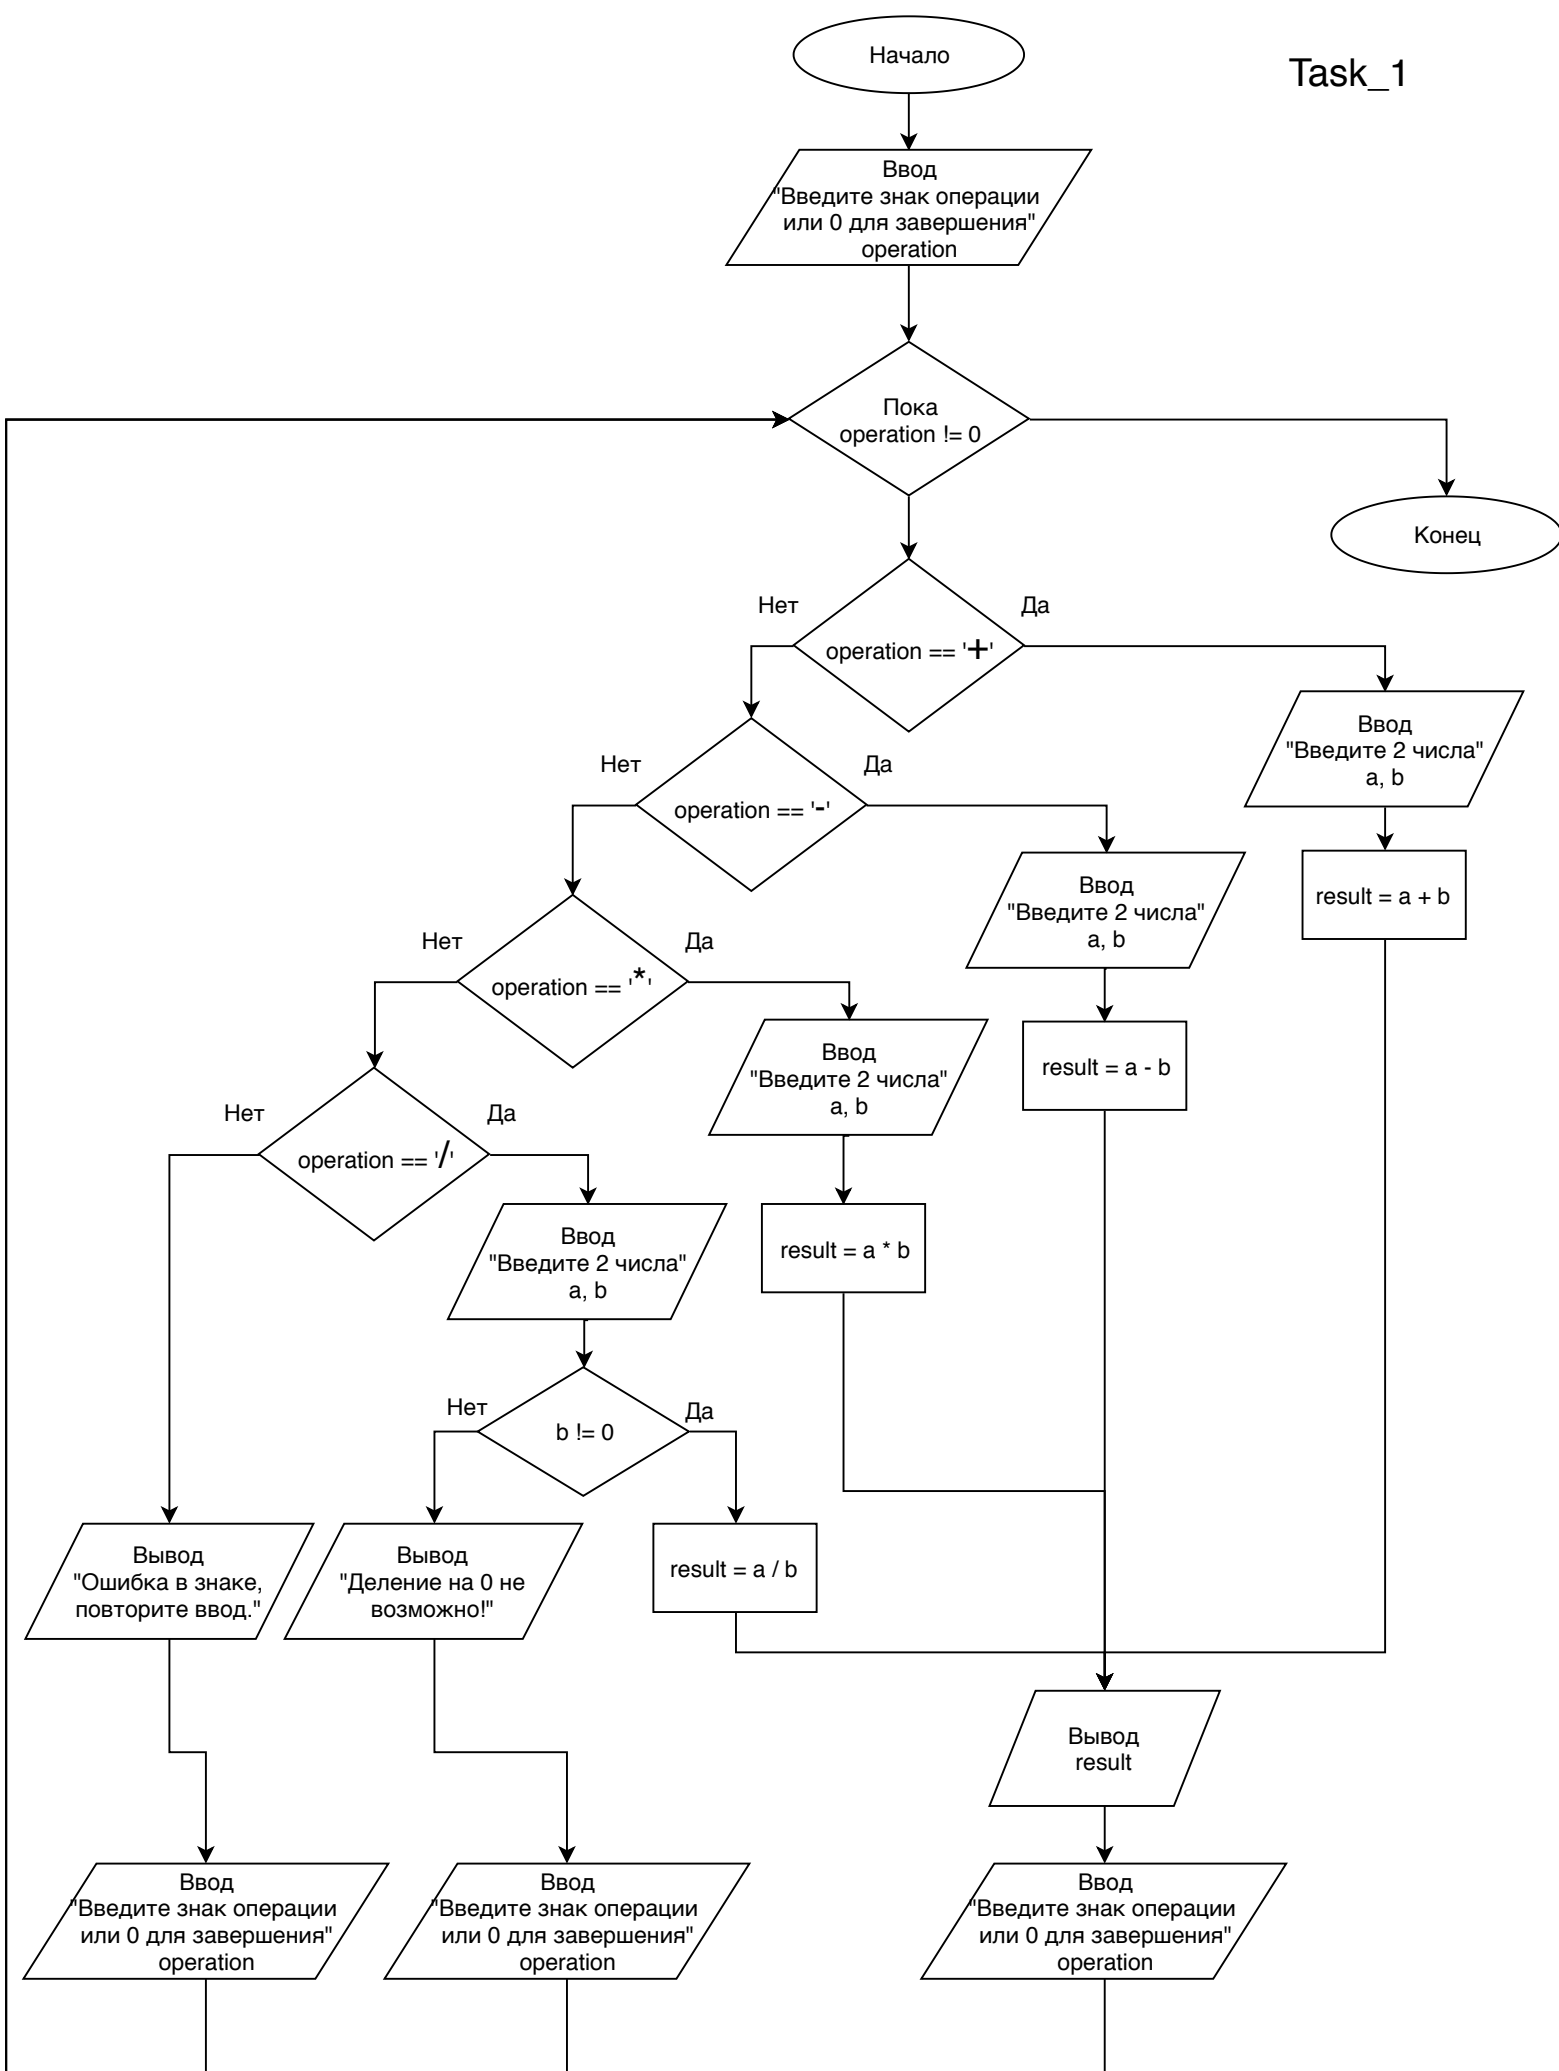 Начало
Task_1
Ввод
"Введите знак операции
или 0 для завершения"
operation
Пока
operation != 0
Конец
Нет
Да
operation == '+'
Ввод
"Введите 2 числа"
a, b
Нет
Да
operation == '-'
Ввод
"Введите 2 числа"
a, b
result = a + b
Нет
Да
operation == '*'
Ввод
"Введите 2 числа"
a, b
result = a - b
Нет
Да
operation == '/'
Ввод
"Введите 2 числа"
a, b
result = a * b
Нет
Да
b != 0
Вывод
"Ошибка в знаке,
повторите ввод."
Вывод
"Деление на 0 не
возможно!"
result = a / b
Вывод
result
Ввод
"Введите знак операции
или 0 для завершения"
operation
Ввод
"Введите знак операции
или 0 для завершения"
operation
Ввод
"Введите знак операции
или 0 для завершения"
operation